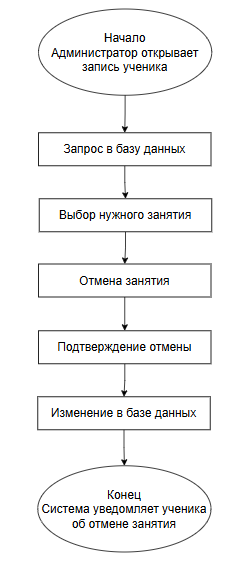 Начало
Администратор открывает
запись ученика
Запрос в базу данных
Выбор нужного занятия
Отмена занятия
Подтверждение отмены
Изменение в базе данных
Конец
Система уведомляет ученика
об отмене занятия